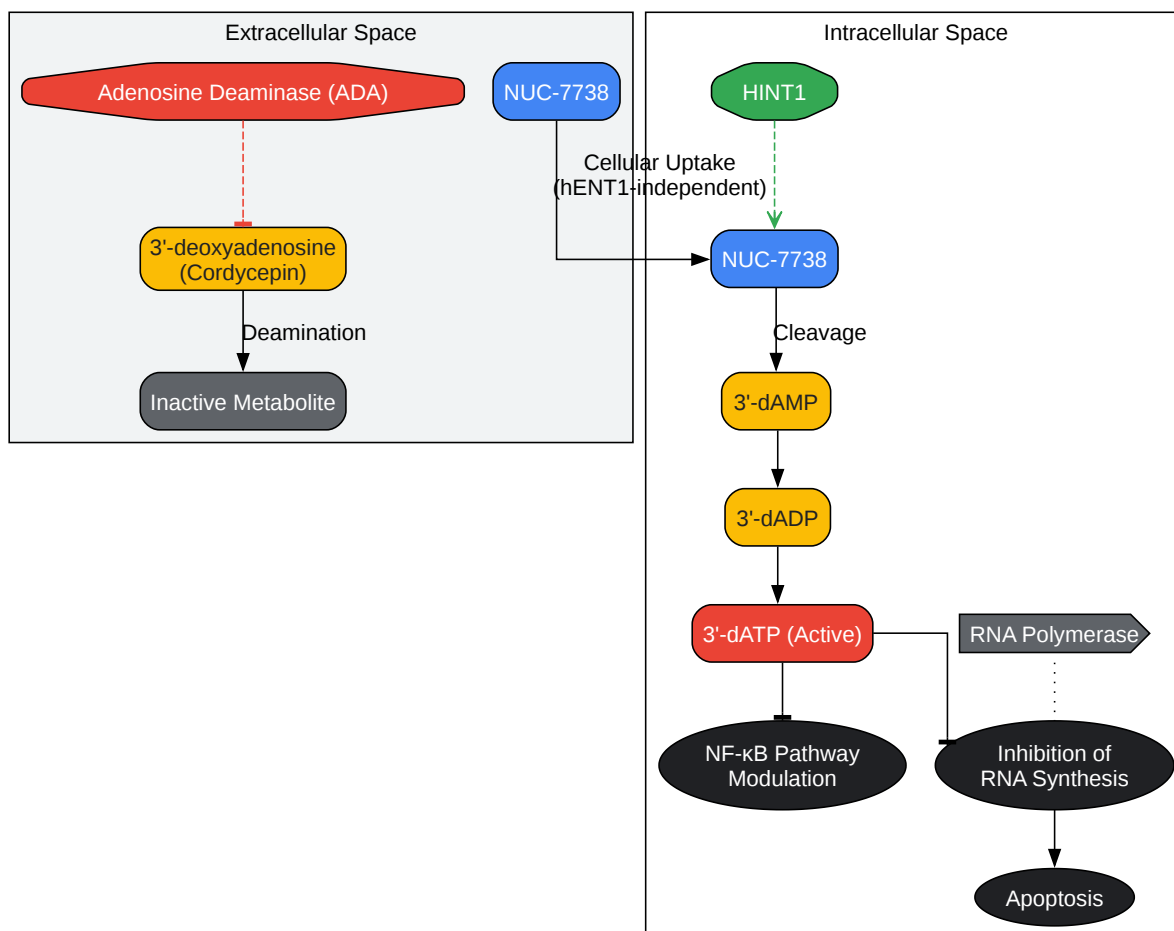 Extracellular Space
Adenosine Deaminase (ADA)
NUC-7738
3'-deoxyadenosine
(Cordycepin)
Deamination
Inactive Metabolite
Cellular Uptake
(hENT1-independent)
Intracellular Space
HINT1
NUC-7738
Cleavage
3'-dAMP
3'-dADP
3'-dATP (Active)
RNA Polymerase
NF-κB Pathway
Modulation
Inhibition of
RNA Synthesis
Apoptosis